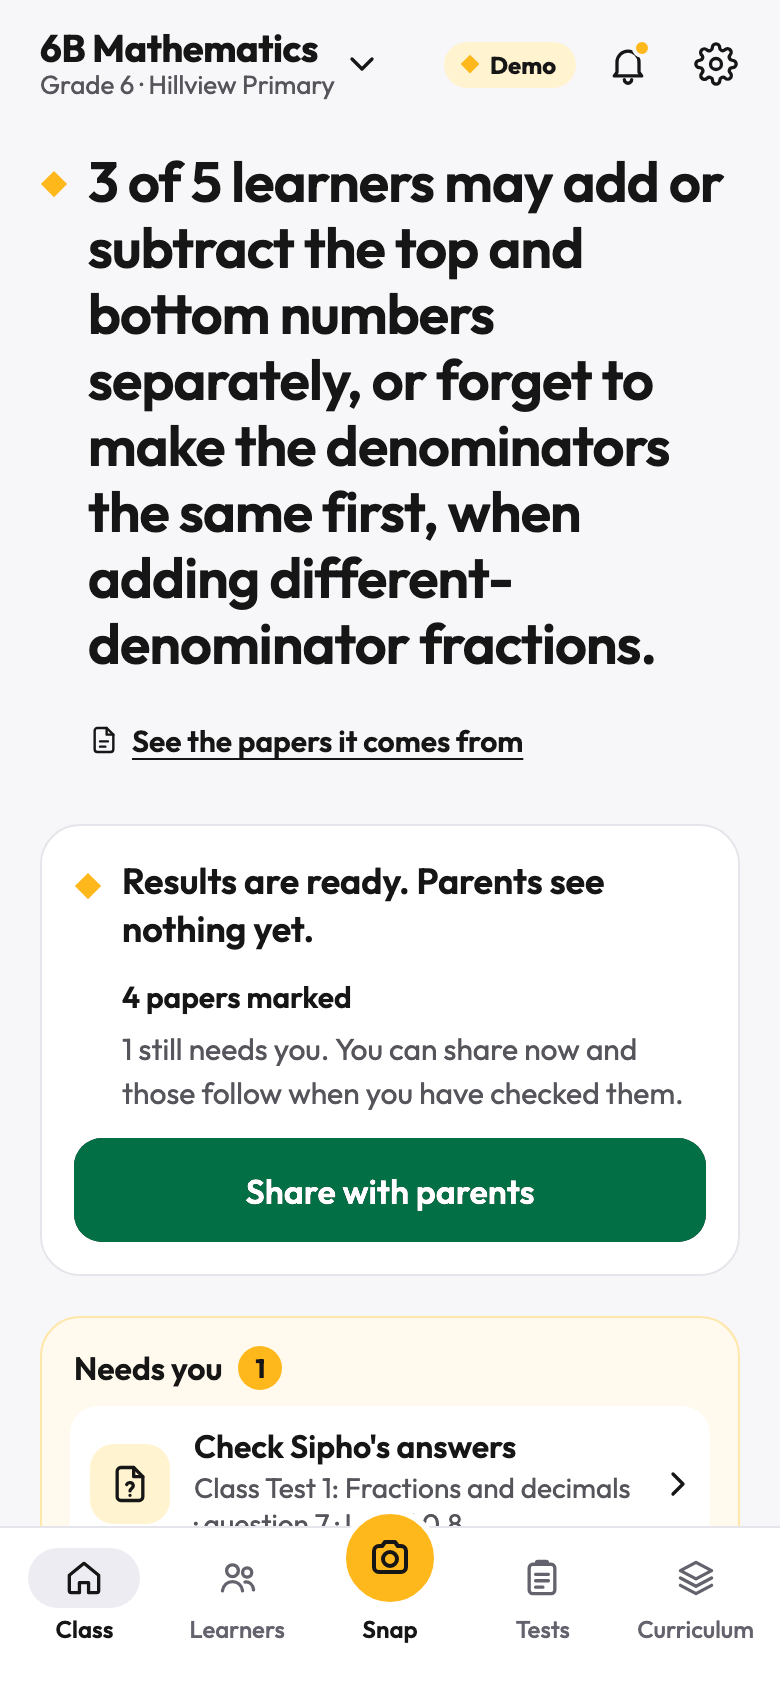 6B Mathematics
Grade 6 · Hillview Primary
Demo
3 of 5 learners may add or
subtract the top and
bottom numbers
separately, or forget to
make the denominators
the same first, when
adding different-
denominator fractions.
See the papers it comes from
Results are ready. Parents see
nothing yet.
4 papers marked
1 still needs you. You can share now and
those follow when you have checked them.
Share with parents
Needs you 1
Check Sipho's answers
Class Test 1: Fractions and decimals
· question 7 ·
Class
Learners
Snap
Tests
Curriculum